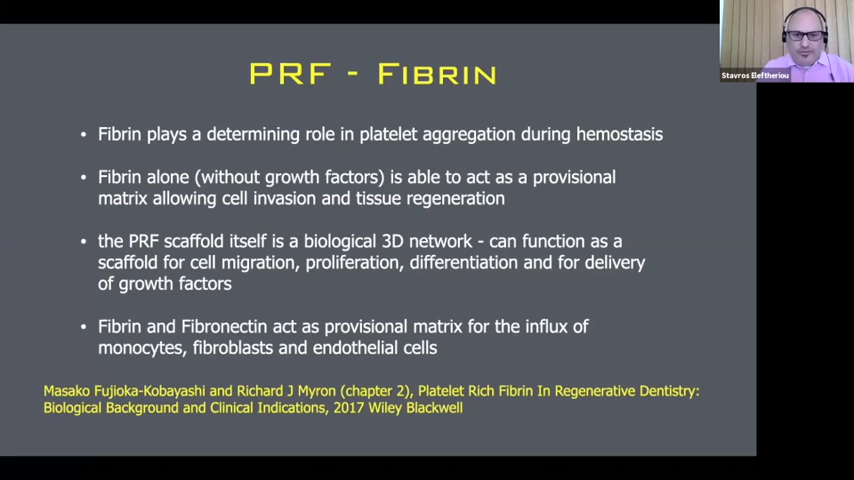 PRF - Fibrin
• Fibrin plays a determining role in platelet aggregation during hemostasis
• Fibrin alone (without growth factors) is able to act as a provisional
matrix allowing cell invasion and tissue regeneration
• the PRF scaffold itself is a biological 3D network - can function as a
scaffold for cell migration, proliferation, differentiation and for delivery
of growth factors
• Fibrin and Fibronectin act as provisional matrix for the influx of
monocytes, fibroblasts and endothelial cells
Masako Fujioka-Kobayashi and Richard J Myron (chapter 2), Platelet Rich Fibrin In Regenerative Dentistry:
Biological Background and Clinical Indications, 2017 Wiley Blackwell
Stavros Eleftheriou